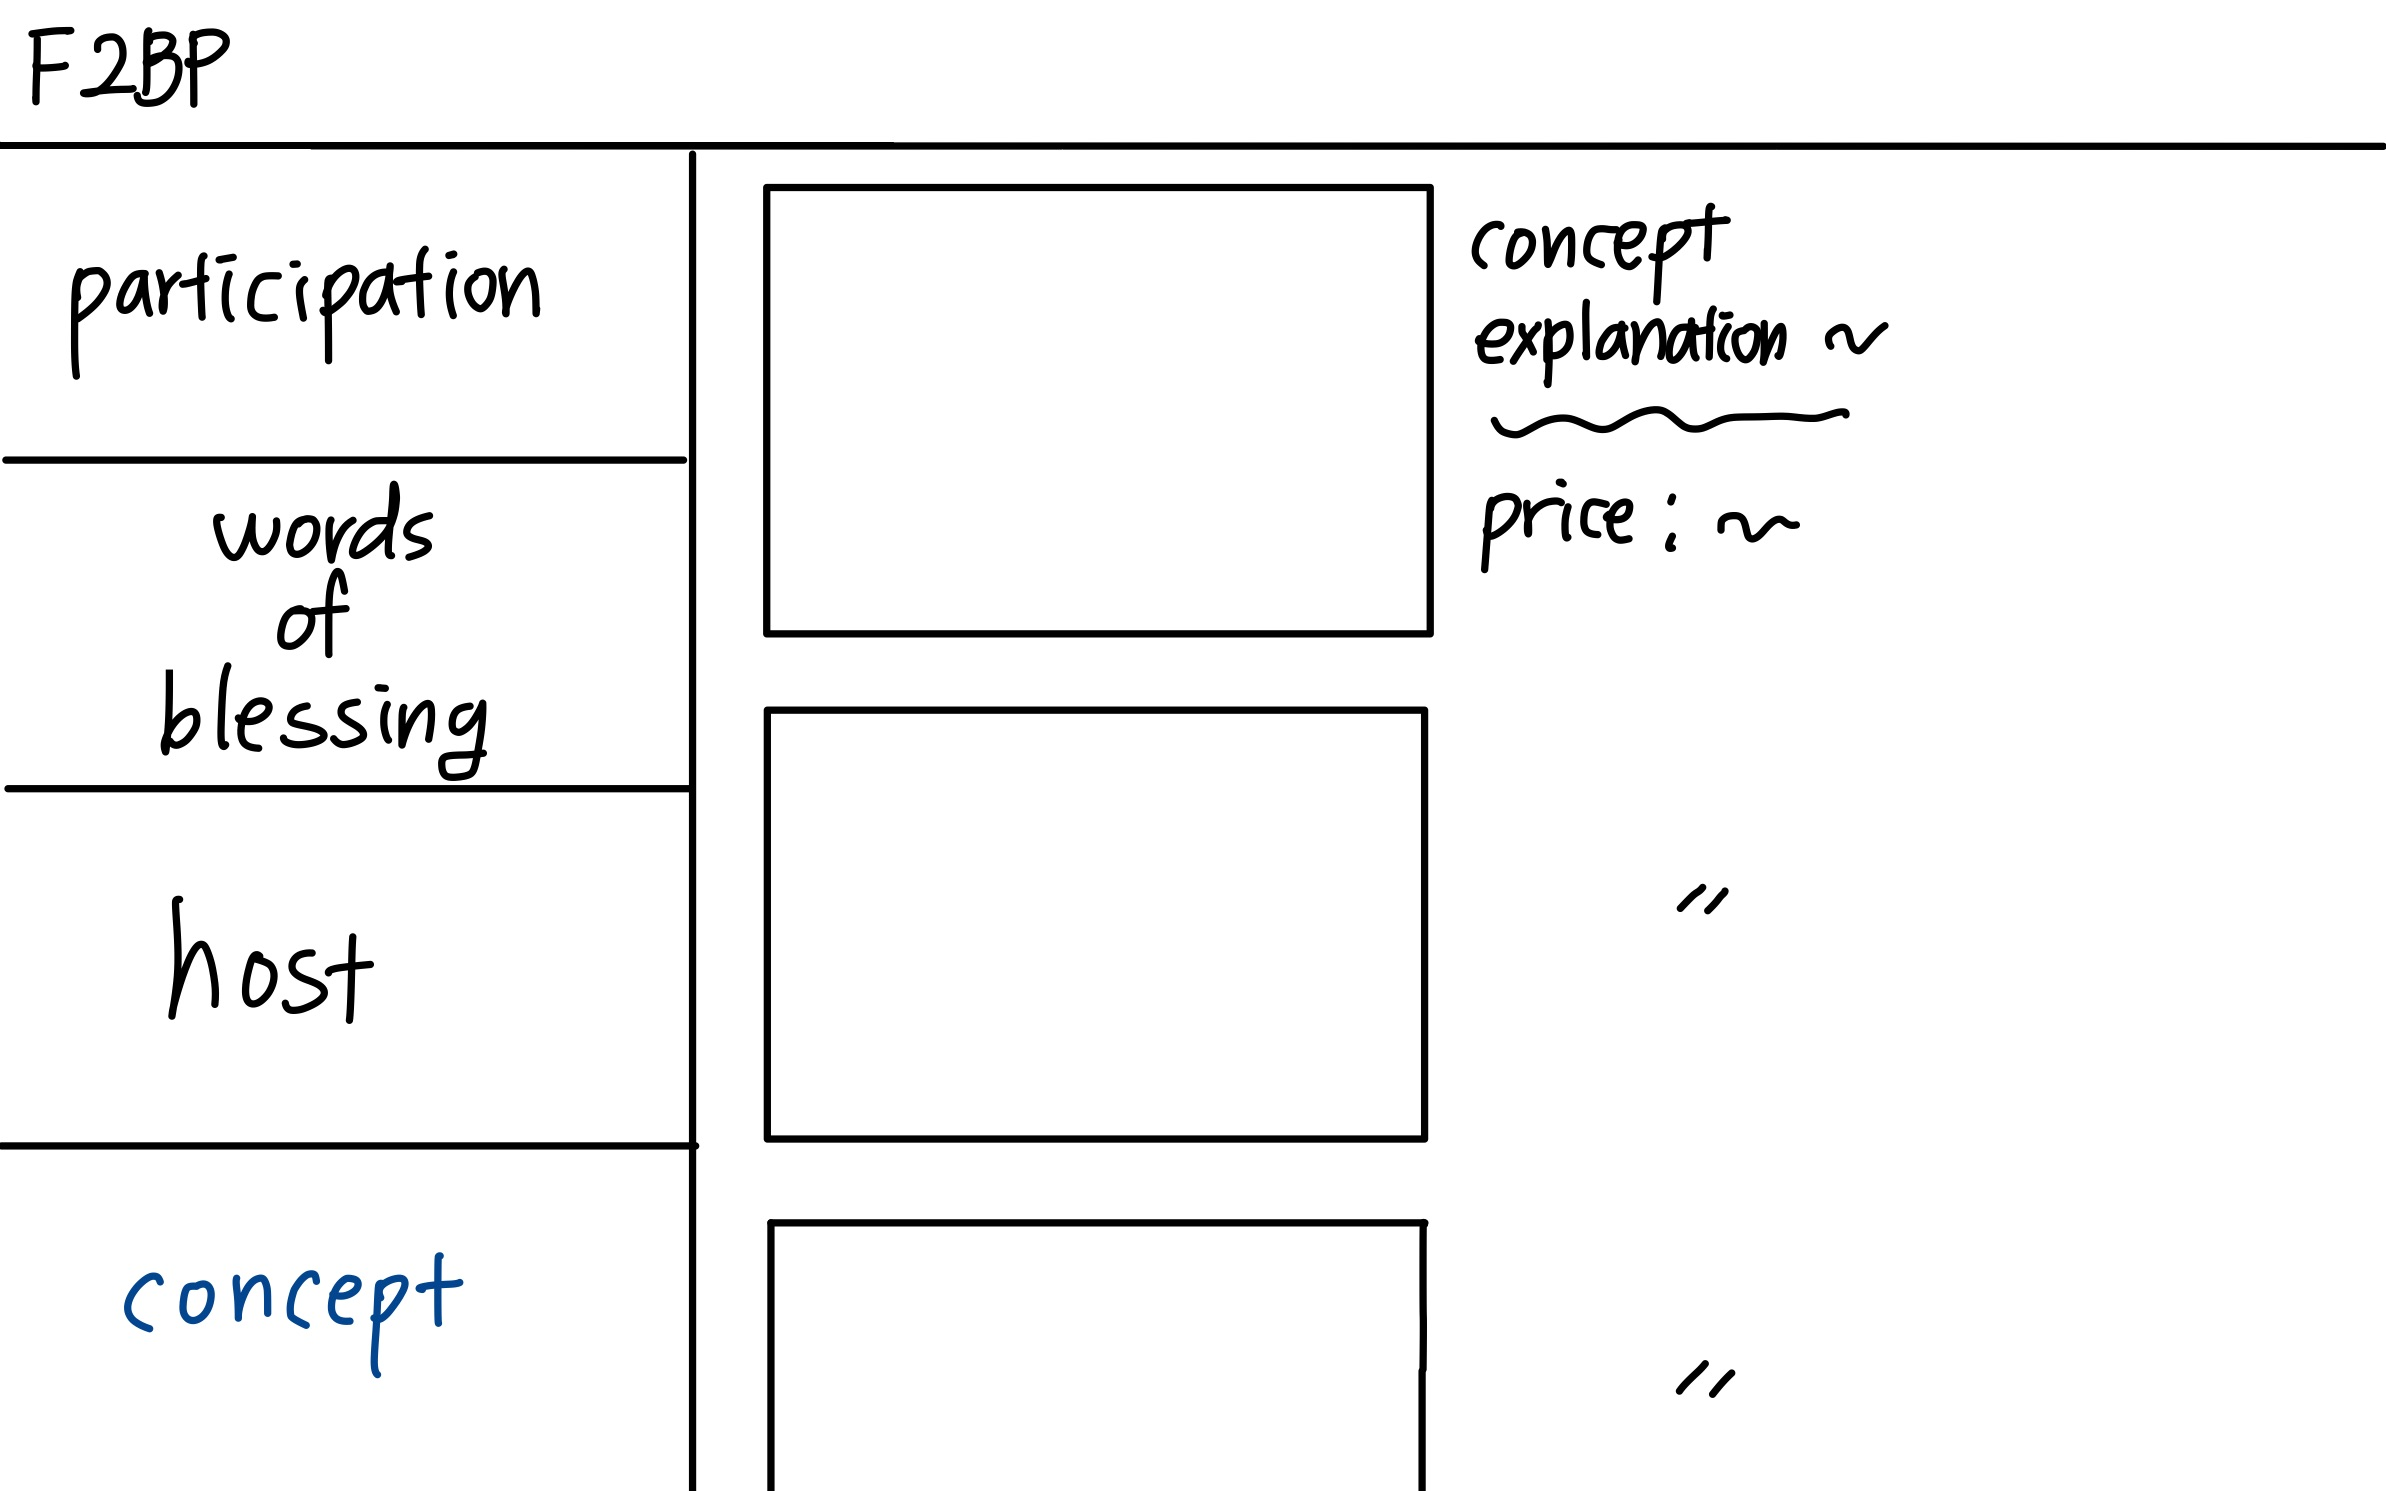 F2BP
participation
words
of
blessing
host
concept
concept
explanation ~
price : ~
〃
〃